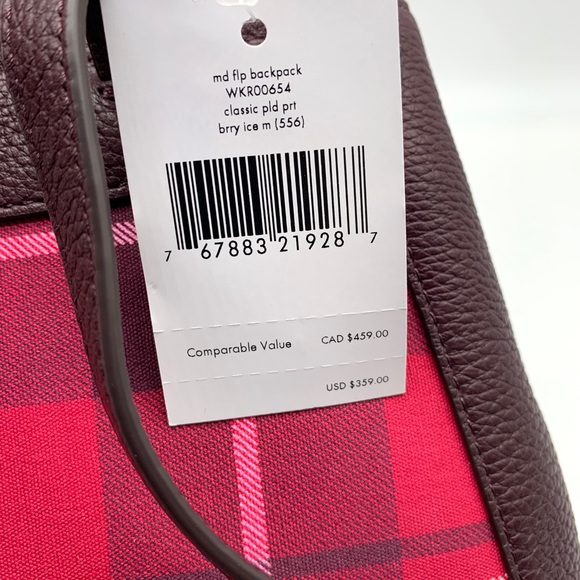 md flp backpack
WKR00654
classic pld prt
brry ice m (556)
7 67883 21928 7
Comparable Value CAD $459.00
USD $359.00